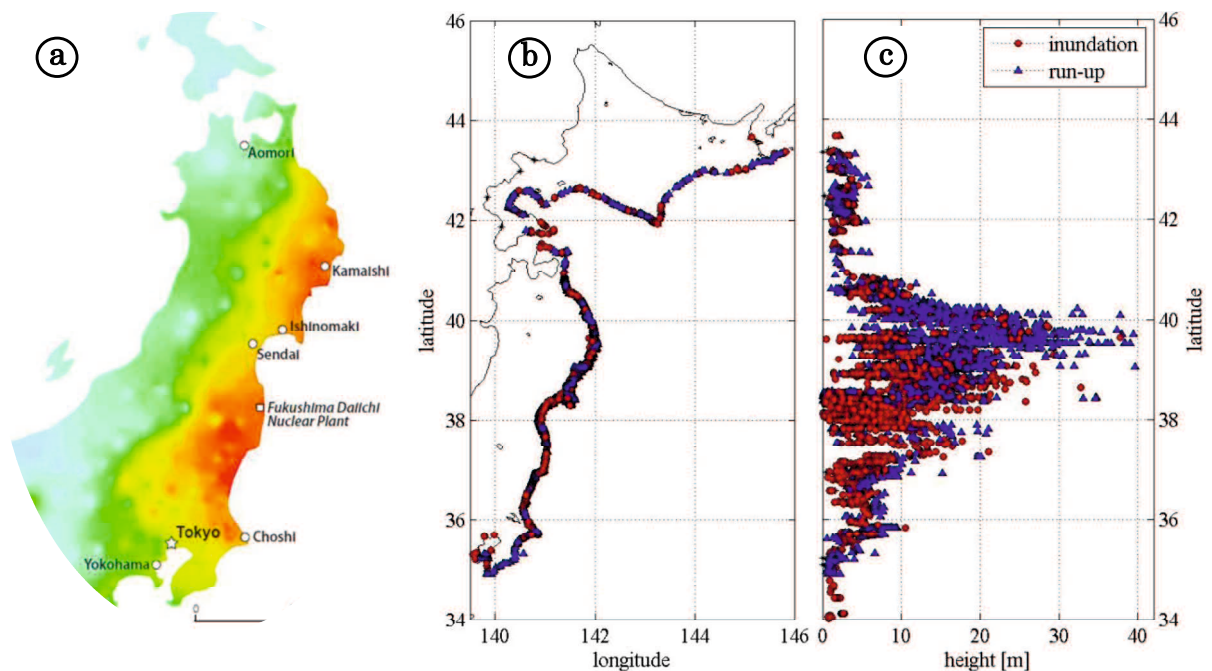 a
Aomori
Kamaishi
Ishinomaki
Sendai
Fukushima Daiichi
Nuclear Plant
Tokyo
Choshi
Yokohama
0
b
46
44
42
40
38
36
34
latitude
140
142
144
146
longitude
c
inundation
run-up
46
44
42
40
38
36
34
latitude
0
10
20
30
40
height [m]